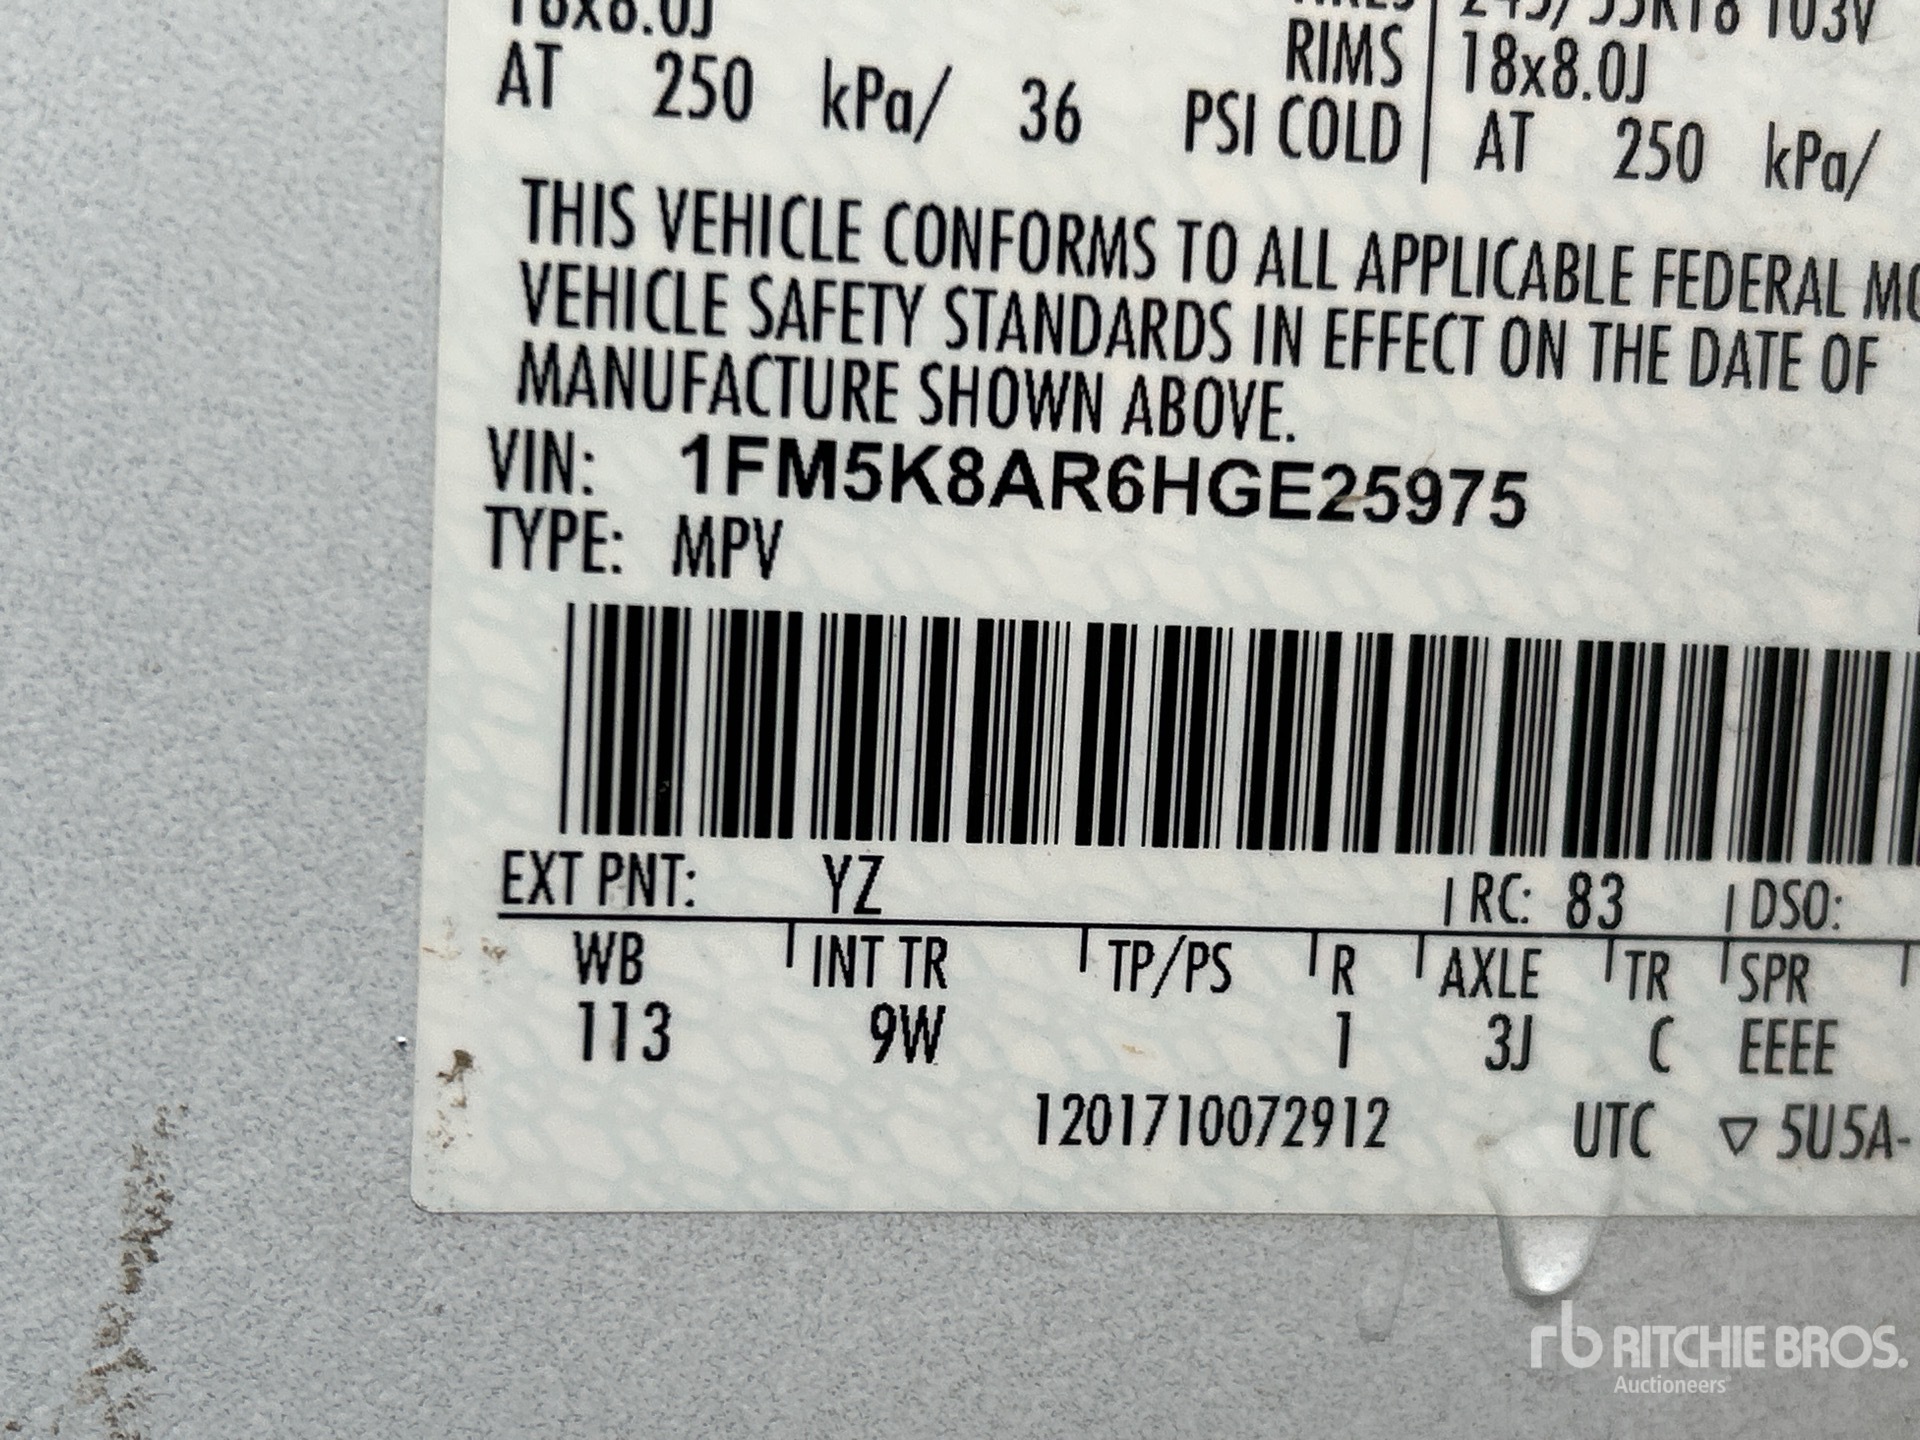 18x8.0J
AT 250 kPa/ 36 PSI COLD
RIMS 18x8.0J
AT 250 kPa/
THIS VEHICLE CONFORMS TO ALL APPLICABLE FEDERAL
VEHICLE SAFETY STANDARDS IN EFFECT ON THE DATE OF
MANUFACTURE SHOWN ABOVE.
VIN: 1FM5K8AR6HGE25975
TYPE: MPV
EXT PNT: YZ RC: 83 DSO:
WB INT TR TP/PS R AXLE TR SPR
113 9W 1 3J C EEEE
1201710072912 UTC ▽ 5U5A-
rb RITCHIE BROS.
Auctioneers